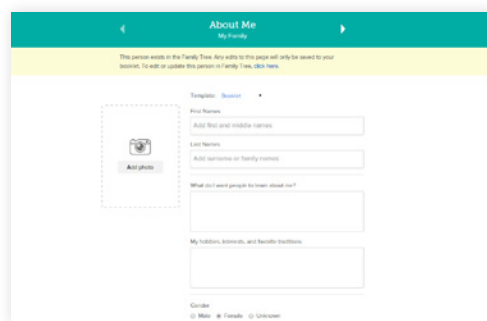 About Me
My Family
This person exists in the Family Tree. Any edits to this page will only be saved to your
booklet. To edit or update this person in Family Tree, click here.
Template: Booklet
First Names
Add first and middle names
Last Names
Add surname or family names
Add photo
What do I want people to learn about me?
My hobbies, interests, and favorite traditions
Gender
Male Female Unknown